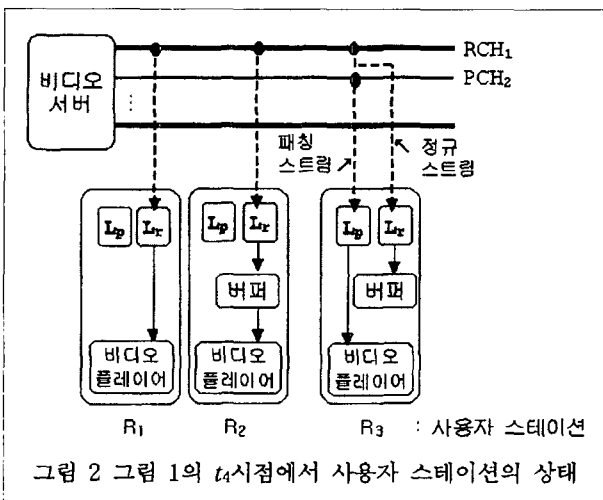 비디오
서버
⋮
RCH₁
PCH₂
패칭
스트림
정규
스트림
Lₚ Lᵣ
비디오
플레이어
R₁
Lₚ Lᵣ
버퍼
비디오
플레이어
R₂
Lₚ Lᵣ
버퍼
비디오
플레이어
R₃
: 사용자 스테이션
그림 2 그림 1의 t₄시점에서 사용자 스테이션의 상태